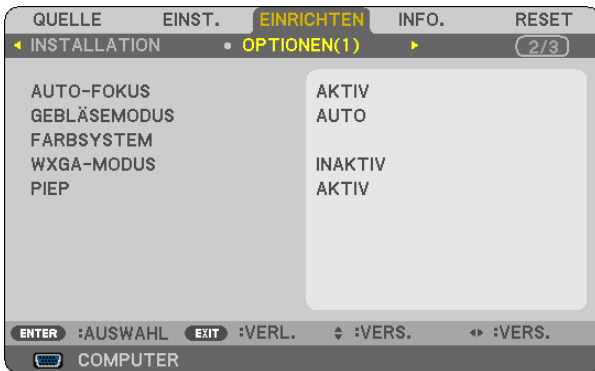 QUELLE EINST. EINRICHTEN INFO. RESET
INSTALLATION OPTIONEN(1) 2/3
AUTO-FOKUS AKTIV
GEBLÄSEMODUS AUTO
FARBSYSTEM
WXGA-MODUS INAKTIV
PIEP AKTIV
ENTER :AUSWAHL EXIT :VERL. :VERS. :VERS.
COMPUTER